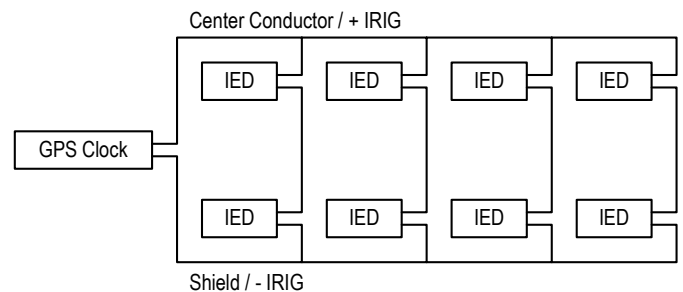 Center Conductor / + IRIG
IED IED IED IED
GPS Clock
IED IED IED IED
Shield / - IRIG